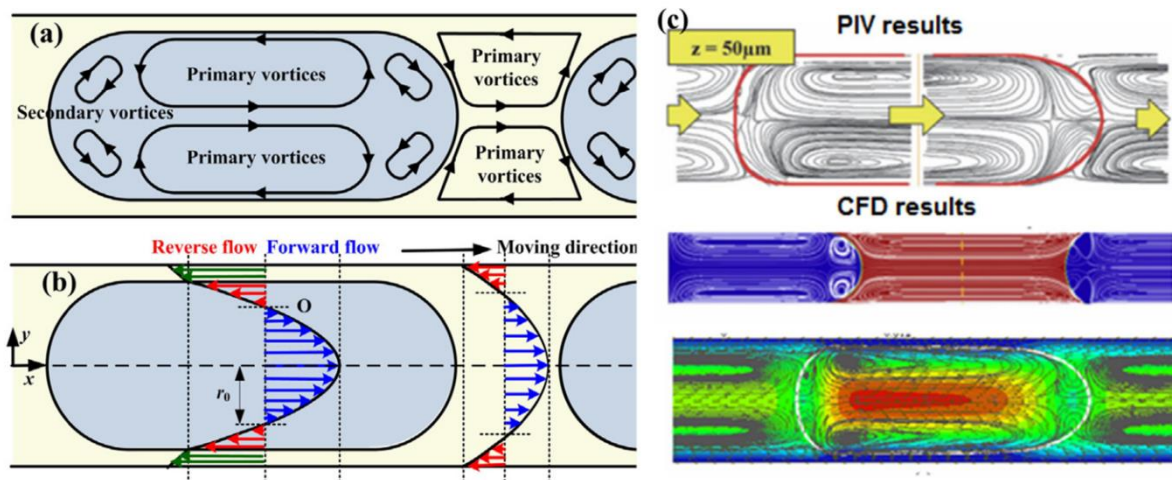 (a)
Primary vortices
Primary
vortices
Secondary vortices
Primary vortices
Primary
vortices
Reverse flow Forward flow Moving direction
(b)
O
y
x
r0
(c)
PIV results
z = 50μm
CFD results